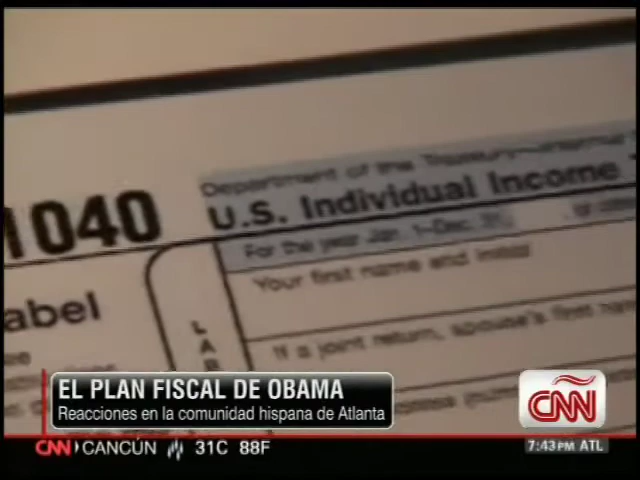 Department of the Treasury—Internal
1040
U.S. Individual Income
For the year Jan. 1–Dec. 31,
Your first name and initial
abel
LAB
If a joint return, spouse's first name
EL PLAN FISCAL DE OBAMA
Reacciones en la comunidad hispana de Atlanta
CNN
CNN CANCÚN 31C 88F
7:43PM ATL